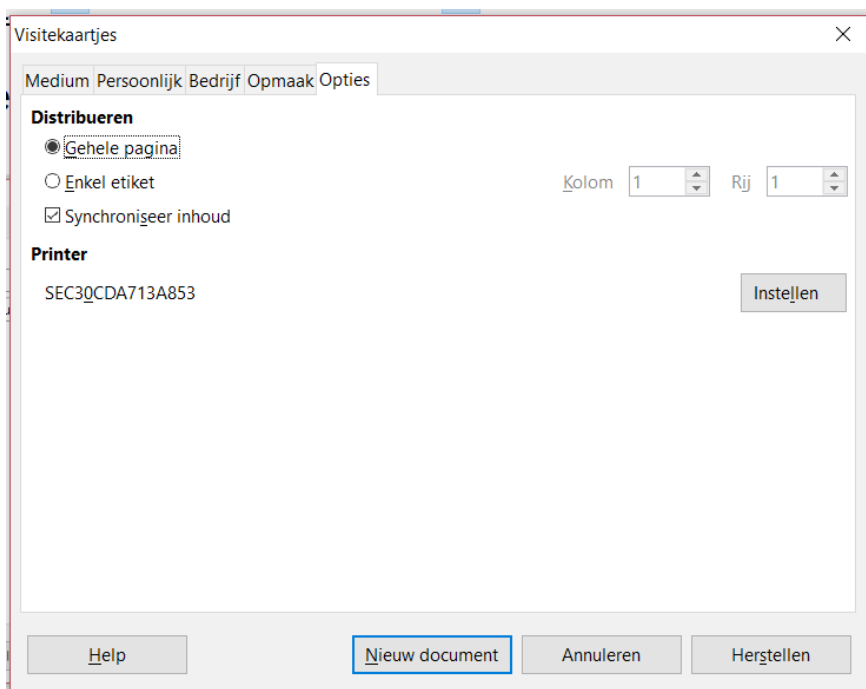 Visitekaartjes
Medium Persoonlijk Bedrijf Opmaak Opties
Distribueren
Gehele pagina
Enkel etiket Kolom 1 Rij 1
Synchroniseer inhoud
Printer
SEC30CDA713A853 Instellen
Help Nieuw document Annuleren Herstellen